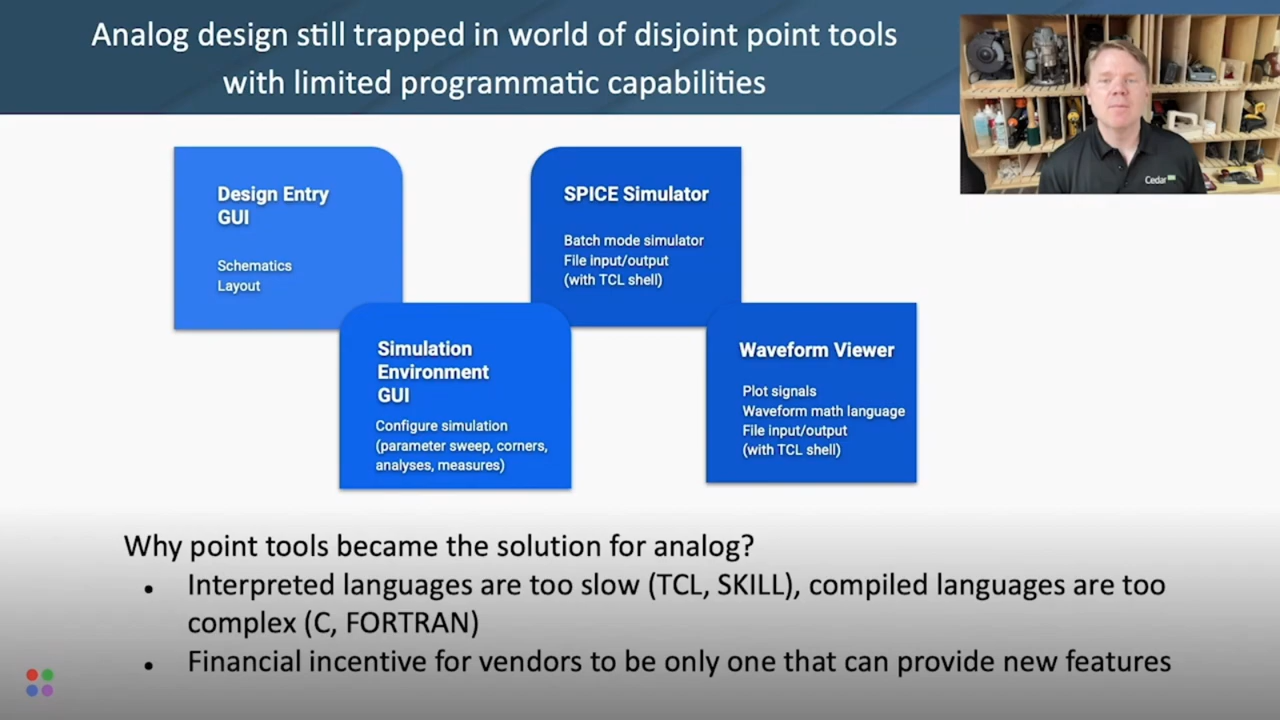 Analog design still trapped in world of disjoint point tools
with limited programmatic capabilities
Design Entry
GUI
Schematics
Layout
SPICE Simulator
Batch mode simulator
File input/output
(with TCL shell)
Simulation
Environment
GUI
Configure simulation
(parameter sweep, corners,
analyses, measures)
Waveform Viewer
Plot signals
Waveform math language
File input/output
(with TCL shell)
Cedar
Why point tools became the solution for analog?
• Interpreted languages are too slow (TCL, SKILL), compiled languages are too
complex (C, FORTRAN)
• Financial incentive for vendors to be only one that can provide new features